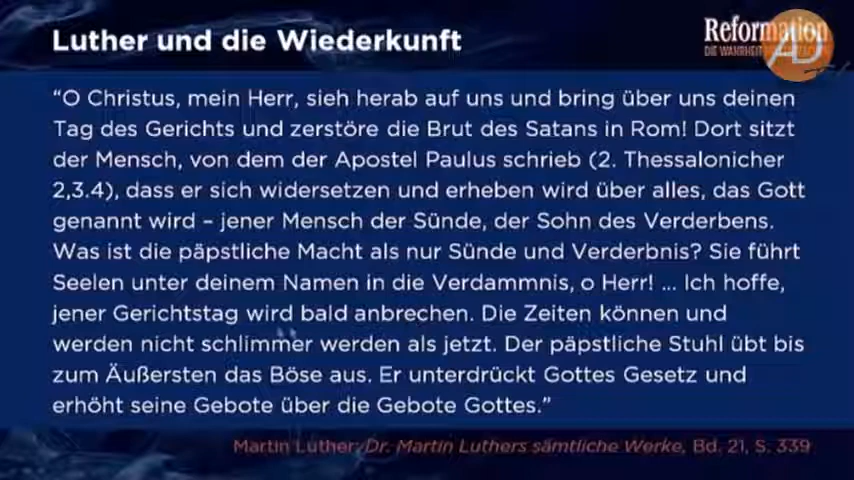 Luther und die Wiederkunft
Reformation
DIE WAHRHEIT
“O Christus, mein Herr, sieh herab auf uns und bring über uns deinen
Tag des Gerichts und zerstöre die Brut des Satans in Rom! Dort sitzt
der Mensch, von dem der Apostel Paulus schrieb (2. Thessalonicher
2,3.4), dass er sich widersetzen und erheben wird über alles, das Gott
genannt wird – jener Mensch der Sünde, der Sohn des Verderbens.
Was ist die päpstliche Macht als nur Sünde und Verderbnis? Sie führt
Seelen unter deinem Namen in die Verdammnis, o Herr! ... Ich hoffe,
jener Gerichtstag wird bald anbrechen. Die Zeiten können und
werden nicht schlimmer werden als jetzt. Der päpstliche Stuhl übt bis
zum Äußersten das Böse aus. Er unterdrückt Gottes Gesetz und
erhöht seine Gebote über die Gebote Gottes.”
Martin Luther: Dr. Martin Luthers sämtliche Werke, Bd. 21, S. 339